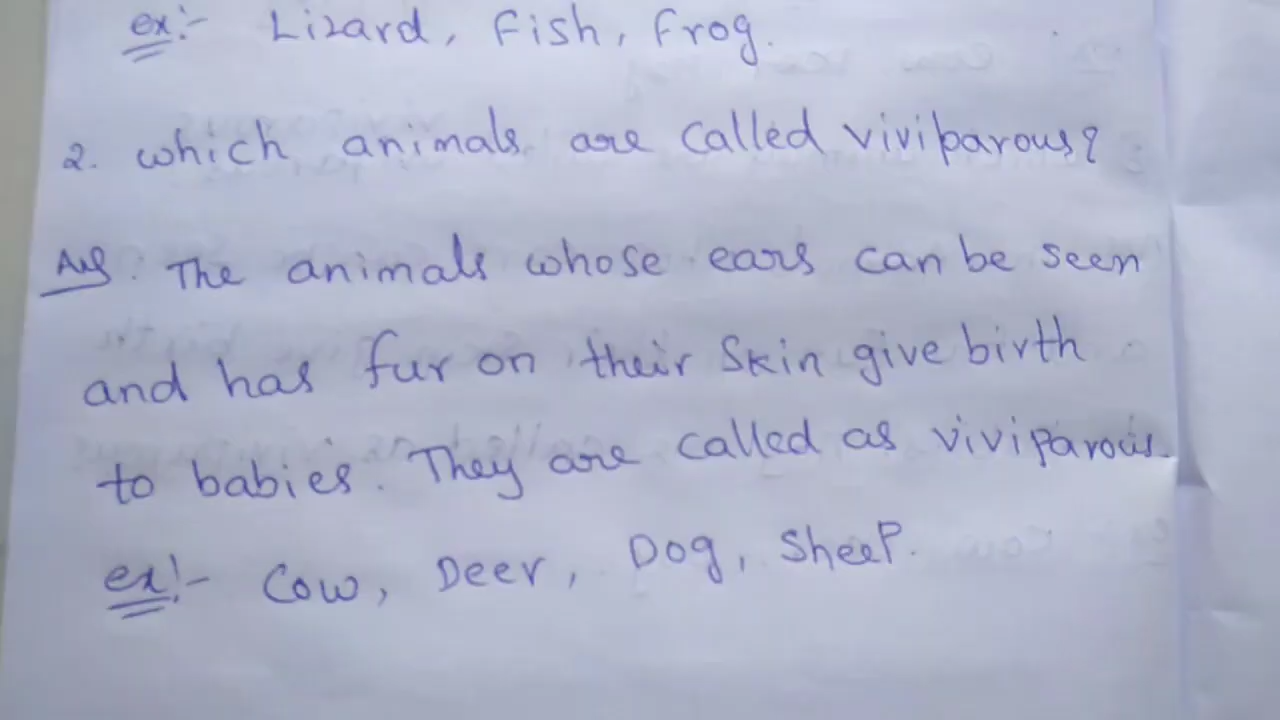 ex:- Lizard, Fish, Frog.
2. which animals are called viviparous?
Ans. The animals whose ears can be seen
and has fur on their skin give birth
to babies. They are called as viviparous.
ex:- Cow, Deer, Dog, Sheep.